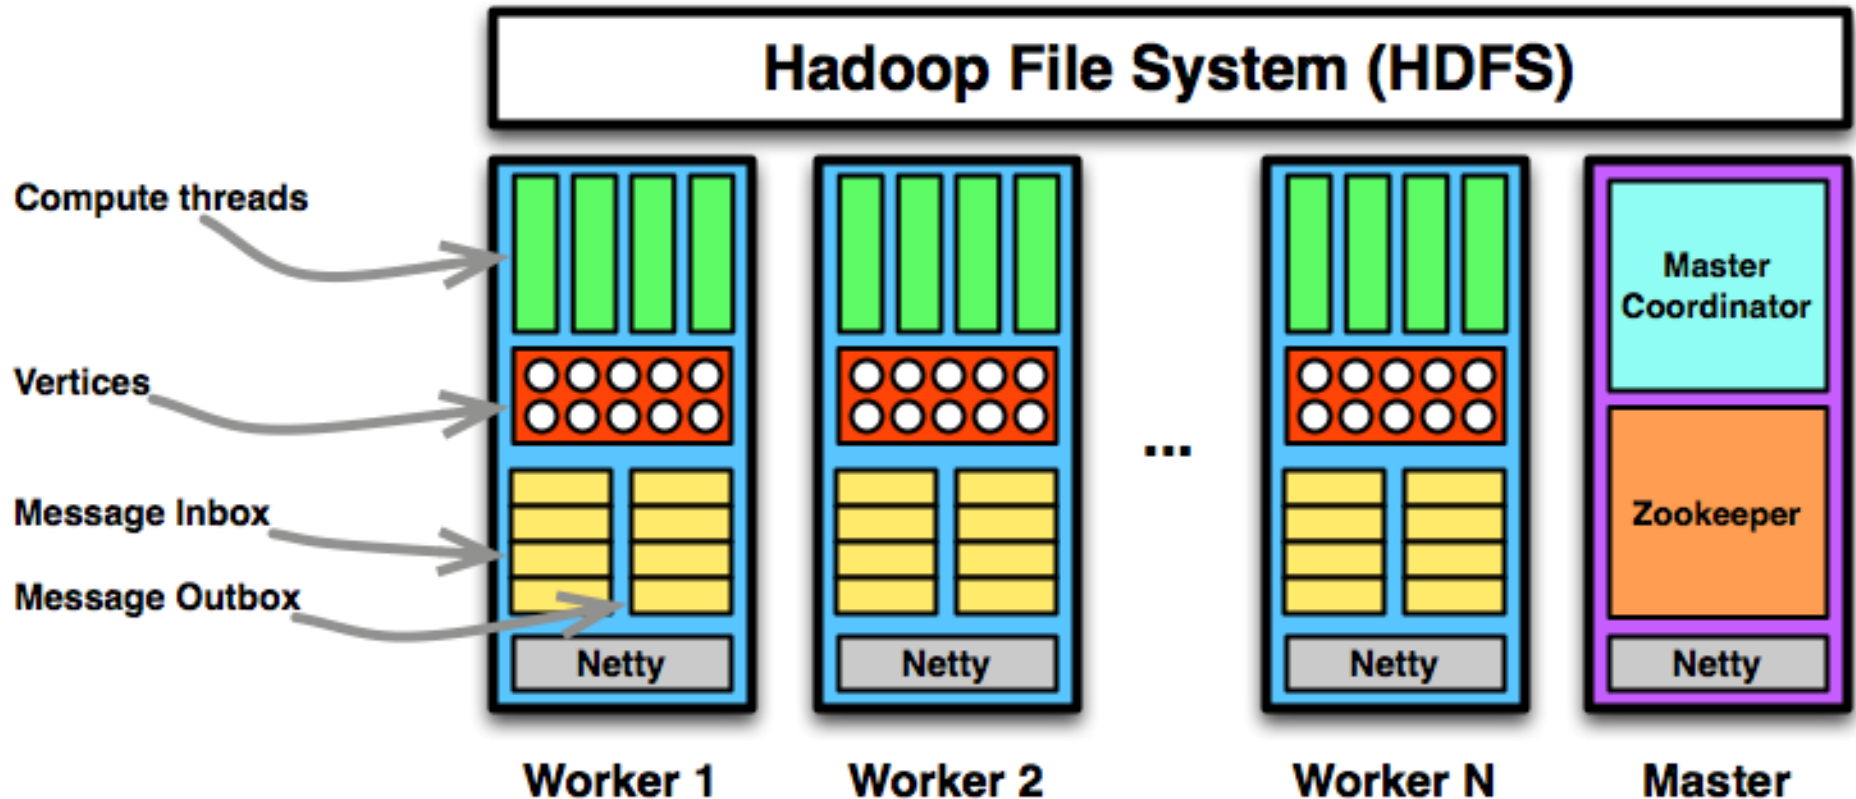 Hadoop File System (HDFS)
Compute threads
Vertices
Message Inbox
Message Outbox
Netty
Netty
...
Netty
Master
Coordinator
Zookeeper
Netty
Worker 1
Worker 2
Worker N
Master